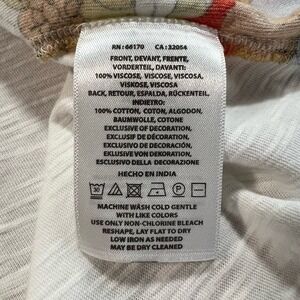 RN : 66170 CA : 32054
FRONT, DEVANT, FRENTE,
VORDERTEIL, DAVANTI:
100% VISCOSE, VISCOSE, VISCOSA,
VISKOSE, VISCOSA
BACK, RETOUR, ESPALDA, RÜCKENTEIL,
INDIETRO:
100% COTTON, COTON, ALGODON,
BAUMWOLLE, COTONE
EXCLUSIVE OF DECORATION,
EXCLUSIF DE DÉCORATION,
EXCLUSIVO DE DECORACIÓN,
EKLUSIVE VON DEKORATION,
ESCLUSIVO DELLA DECORAZIONE
HECHO EN INDIA
P
MACHINE WASH COLD GENTLE
WITH LIKE COLORS
USE ONLY NON-CHLORINE BLEACH
RESHAPE, LAY FLAT TO DRY
LOW IRON AS NEEDED
MAY BE DRY CLEANED